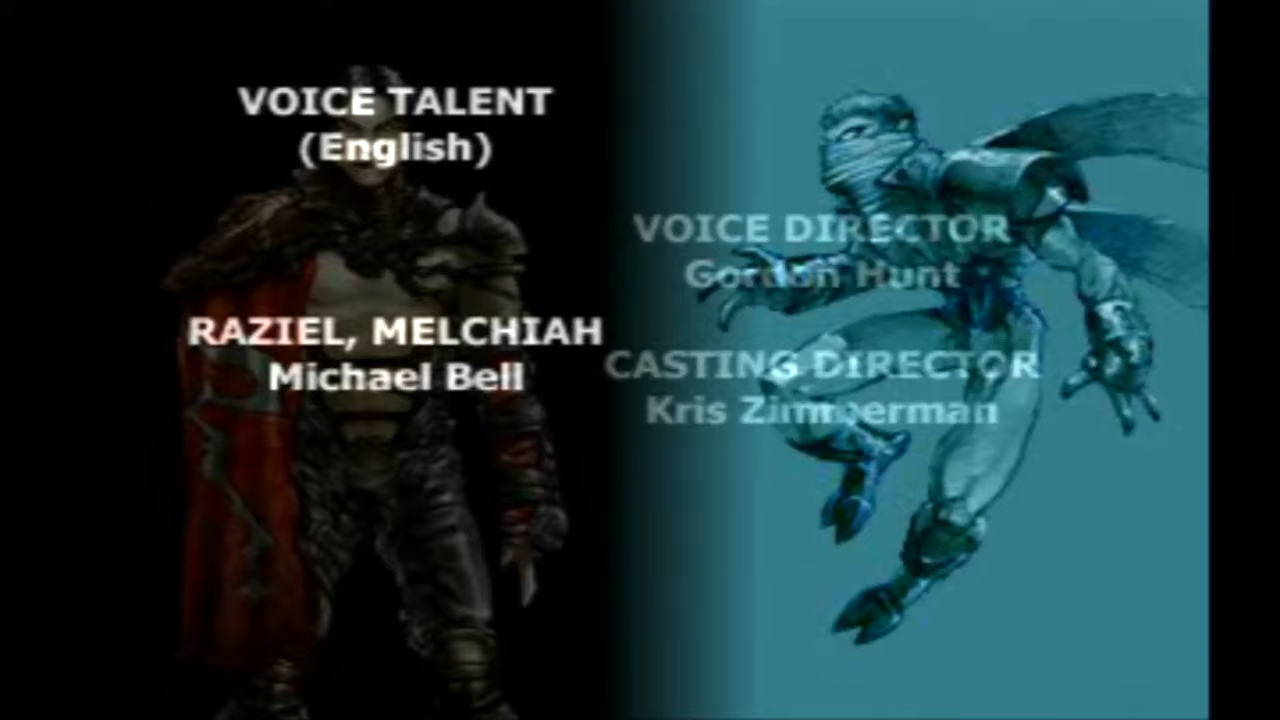 VOICE TALENT
(English)
RAZIEL, MELCHIAH
Michael Bell
VOICE DIRECTOR
Gordon Hunt
CASTING DIRECTOR
Kris Zimmerman